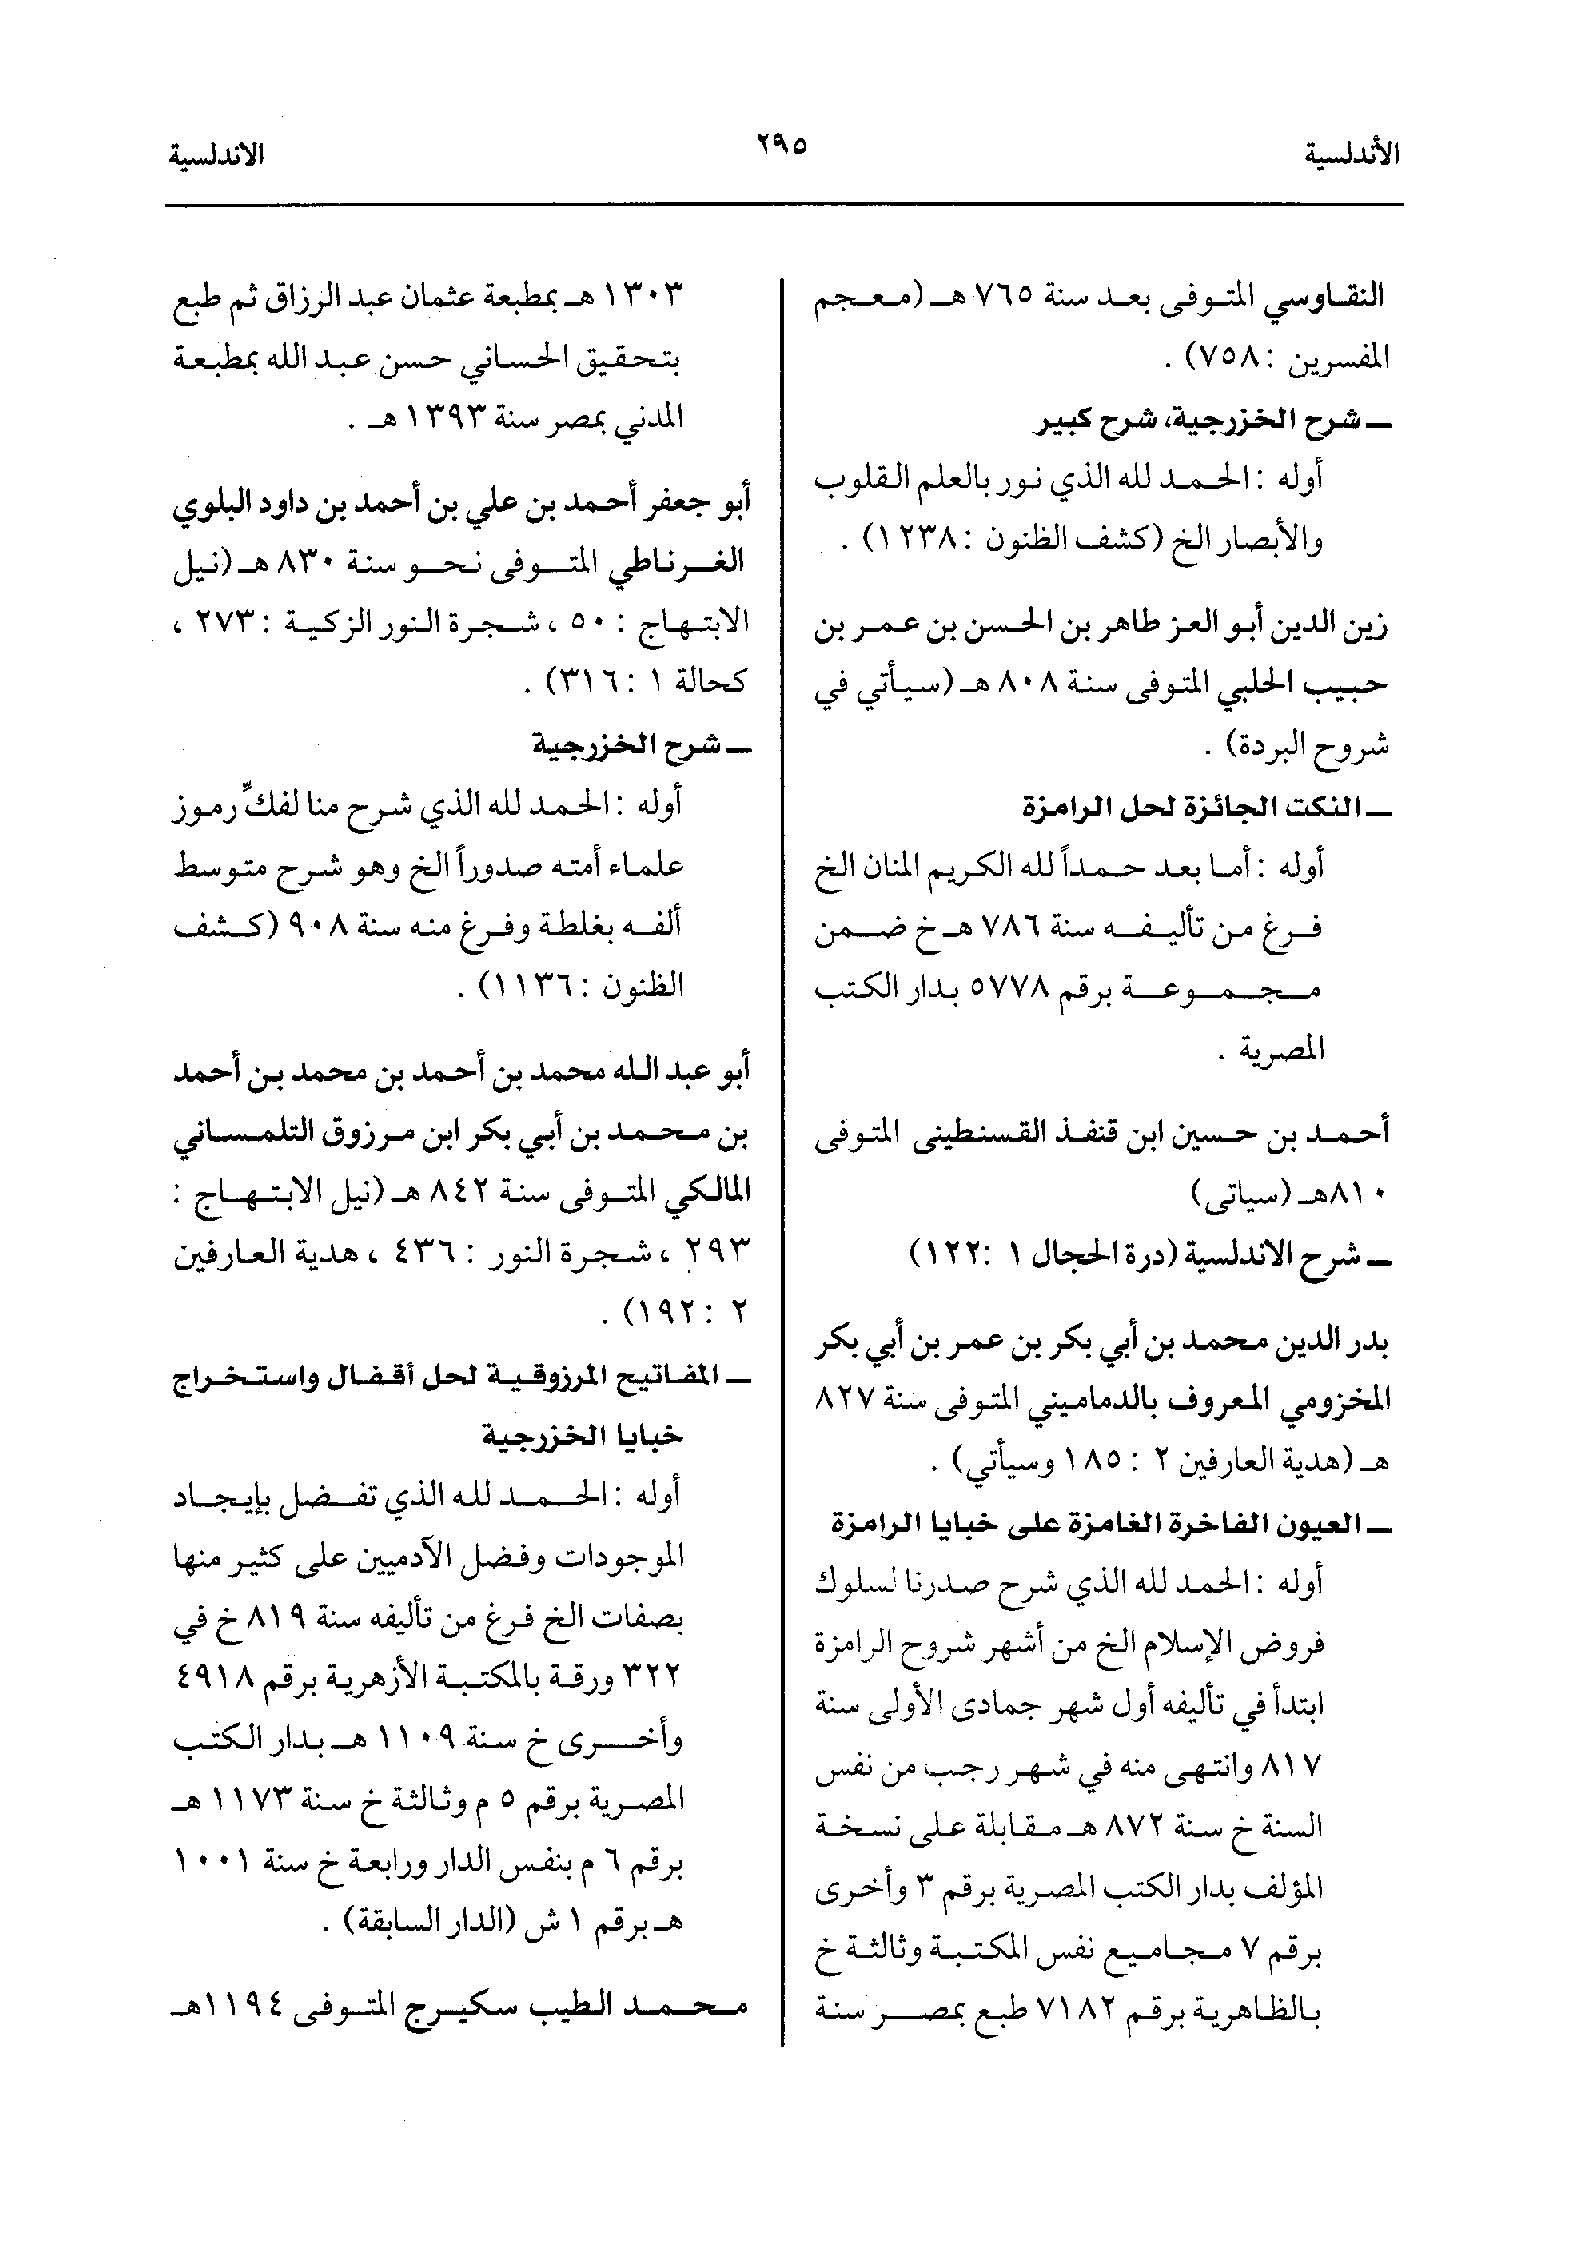 الأندلسية
٢٩٥
الاندلسية
النقاوسي المتوفى بعد سنة ٧٦٥ هـ (معجم
المفسرين : ٧٥٨) .
ـ شرح الخزرجية، شرح كبير
أوله : الحمد لله الذي نور بالعلم القلوب
والأبصار الخ (كشف الظنون : ١٢٣٨) .
زين الدين أبو العز طاهر بن الحسن بن عمر بن
حبيب الحلبي المتوفى سنة ٨٠٨ هـ (سيأتي في
شروح البردة) .
ـ النكت الجائزة لحل الرامزة
أوله : أما بعد حمداً لله الكريم المنان الخ
فرغ من تأليفه سنة ٧٨٦ هـ خ ضمن
مجموعة برقم ٥٧٧٨ بدار الكتب
المصرية .
أحمد بن حسين ابن قنفذ القسنطينى المتوفى
٨١٠هـ (سياتى)
ـ شرح الاندلسية (درة الحجال ١ : ١٢٢)
بدر الدين محمد بن أبي بكر بن عمر بن أبي بكر
المخزومي المعروف بالدماميني المتوفى سنة ٨٢٧
هـ (هدية العارفين ٢ : ١٨٥ وسيأتي) .
ـ العيون الفاخرة الغامزة على خبايا الرامزة
أوله : الحمد لله الذي شرح صدرنا لسلوك
فروض الإسلام الخ من أشهر شروح الرامزة
ابتدأ في تأليفه أول شهر جمادى الأولى سنة
٨١٧ وانتهى منه في شهر رجب من نفس
السنة خ سنة ٨٧٢ هـ مقابلة على نسخة
المؤلف بدار الكتب المصرية برقم ٣ وأخرى
برقم ٧ مجاميع نفس المكتبة وثالثة خ
بالظاهرية برقم ٧١٨٢ طبع بمصر سنة
١٣٠٣ هـ بمطبعة عثمان عبد الرزاق ثم طبع
بتحقيق الحساني حسن عبد الله بمطبعة
المدني بمصر سنة ١٣٩٣ هـ .
أبو جعفر أحمد بن علي بن أحمد بن داود البلوي
الغرناطي المتوفى نحو سنة ٨٣٠ هـ (نيل
الابتهاج : ٥٠ ، شجرة النور الزكية : ٢٧٣ ،
كحالة ١ : ٣١٦) .
ـ شرح الخزرجية
أوله : الحمد لله الذي شرح منا لفكّ رموز
علماء أمته صدوراً الخ وهو شرح متوسط
ألفه بغلطة وفرغ منه سنة ٩٠٨ (كشف
الظنون : ١١٣٦) .
أبو عبد الله محمد بن أحمد بن محمد بن أحمد
بن محمد بن أبي بكر ابن مرزوق التلمساني
المالكي المتوفى سنة ٨٤٢ هـ (نيل الابتهاج :
٢٩٣ ، شجرة النور : ٤٣٦ ، هدية العارفين
٢ : ١٩٢) .
ـ المفاتيح المرزوقية لحل أقفال واستخراج
خبايا الخزرجية
أوله : الحمد لله الذي تفضل بإيجاد
الموجودات وفضل الآدميين على كثير منها
بصفات الخ فرغ من تأليفه سنة ٨١٩ خ في
٣٢٢ ورقة بالمكتبة الأزهرية برقم ٤٩١٨
وأخرى خ سنة ١١٠٩ هـ بدار الكتب
المصرية برقم ٥ م وثالثة خ سنة ١١٧٣ هـ
برقم ٦ م بنفس الدار ورابعة خ سنة ١٠٠١
هـ برقم ١ ش (الدار السابقة) .
محمد الطيب سكيرج المتوفى ١١٩٤هـ